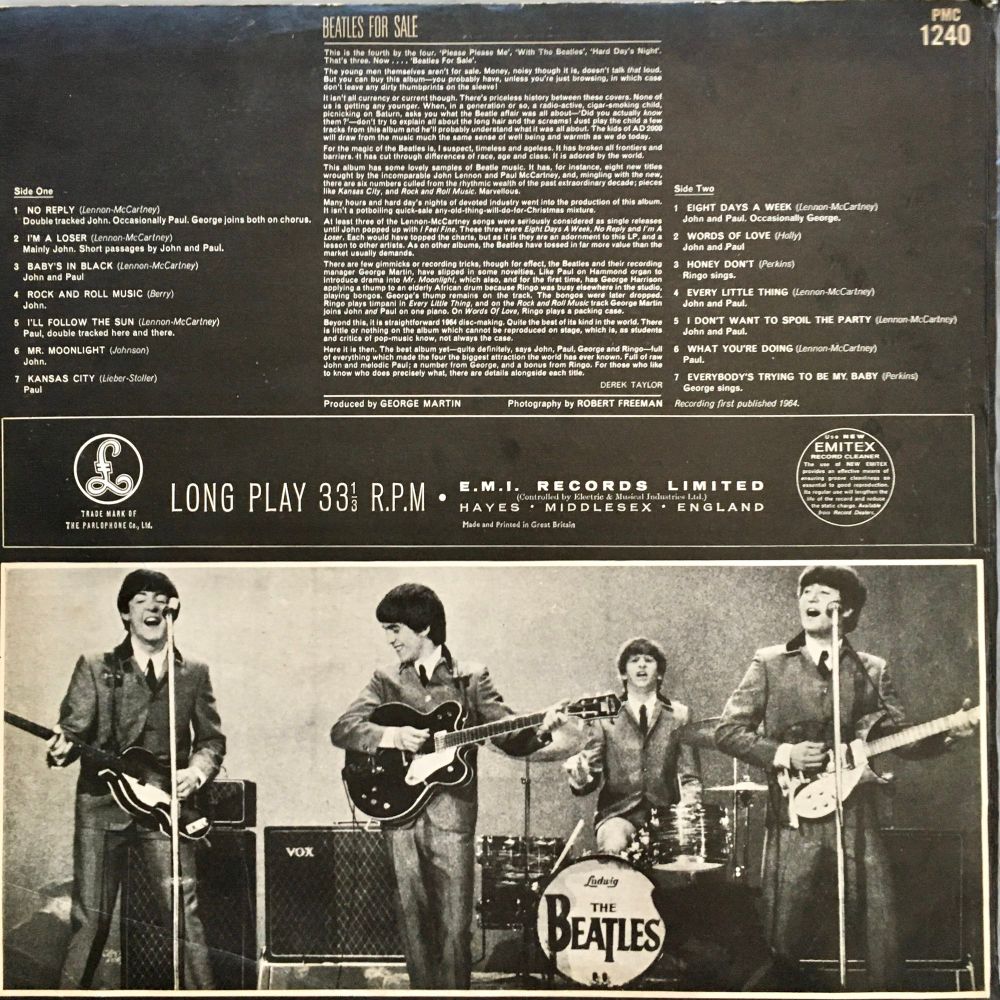 BEATLES FOR SALE
PMC
1240
This is the fourth by the four. 'Please Please Me', 'With The Beatles', 'Hard Day's Night'.
That's three. Now . . . . 'Beatles For Sale'.
The young men themselves aren't for sale. Money, noisy though it is, doesn't talk that loud.
But you can buy this album—you probably have, unless you're just browsing, in which case
don't leave any dirty thumbprints on the sleeve!
It isn't all currency or current though. There's priceless history between these covers. None of
us is getting any younger. When, in a generation or so, a radio-active, cigar-smoking child,
picnicking on Saturn, asks you what the Beatle affair was all about—'Did you actually know
them ?'—don't try to explain all about the long hair and the screams! Just play the child a few
tracks from this album and he'll probably understand what it was all about. The kids of AD 2000
will draw from the music much the same sense of well being and warmth as we do today.
For the magic of the Beatles is, I suspect, timeless and ageless. It has broken all frontiers and
barriers. It has cut through differences of race, age and class. It is adored by the world.
This album has some lovely samples of Beatle music. It has, for instance, eight new titles
wrought by the incomparable John Lennon and Paul McCartney, and, mingling with the new,
there are six numbers culled from the rhythmic wealth of the past extraordinary decade; pieces
like Kansas City, and Rock and Roll Music. Marvellous.
Many hours and hard day's nights of devoted industry went into the production of this album.
It isn't a potboiling quick-sale any-old-thing-will-do-for-Christmas mixture.
At least three of the Lennon-McCartney songs were seriously considered as single releases
until John popped up with I Feel Fine. These three were Eight Days A Week, No Reply and I'm A
Loser. Each would have topped the charts, but as it is they are an adornment to this LP, and a
lesson to other artists. As on other albums, the Beatles have tossed in far more value than the
market usually demands.
There are few gimmicks or recording tricks, though for effect, the Beatles and their recording
manager George Martin, have slipped in some novelties. Like Paul on Hammond organ to
introduce drama into Mr. Moonlight, which also, and for the first time, has George Harrison
applying a thump to an elderly African drum because Ringo was busy elsewhere in the studio,
playing bongos. George's thump remains on the track. The bongos were later dropped.
Ringo plays timpani in Every Little Thing, and on the Rock and Roll Music track George Martin
joins John and Paul on one piano. On Words Of Love, Ringo plays a packing case.
Beyond this, it is straightforward 1964 disc-making. Quite the best of its kind in the world. There
is little or nothing on the album which cannot be reproduced on stage, which is, as students
and critics of pop-music know, not always the case.
Here it is then. The best album yet—quite definitely, says John, Paul, George and Ringo—full
of everything which made the four the biggest attraction the world has ever known. Full of raw
John and melodic Paul; a number from George, and a bonus from Ringo. For those who like
to know who does precisely what, there are details alongside each title.
DEREK TAYLOR
Produced by GEORGE MARTIN Photography by ROBERT FREEMAN
Side One
1 NO REPLY (Lennon-McCartney)
Double tracked John. Occasionally Paul. George joins both on chorus.
2 I'M A LOSER (Lennon-McCartney)
Mainly John. Short passages by John and Paul.
3 BABY'S IN BLACK (Lennon-McCartney)
John and Paul
4 ROCK AND ROLL MUSIC (Berry)
John.
5 I'LL FOLLOW THE SUN (Lennon-McCartney)
Paul, double tracked here and there.
6 MR. MOONLIGHT (Johnson)
John.
7 KANSAS CITY (Lieber-Stoller)
Paul
Side Two
1 EIGHT DAYS A WEEK (Lennon-McCartney)
John and Paul. Occasionally George.
2 WORDS OF LOVE (Holly)
John and Paul
3 HONEY DON'T (Perkins)
Ringo sings.
4 EVERY LITTLE THING (Lennon-McCartney)
John and Paul.
5 I DON'T WANT TO SPOIL THE PARTY (Lennon-McCartney)
John and Paul.
6 WHAT YOU'RE DOING (Lennon-McCartney)
Paul.
7 EVERYBODY'S TRYING TO BE MY BABY (Perkins)
George sings.
Recording first published 1964.
£
TRADE MARK OF
THE PARLOPHONE Co., Ltd.
LONG PLAY 33⅓ R.P.M •
E.M.I. RECORDS LIMITED
(Controlled by Electric & Musical Industries Ltd.)
HAYES · MIDDLESEX · ENGLAND
Made and Printed in Great Britain
Use NEW
EMITEX
RECORD CLEANER
The use of NEW EMITEX
provides an effective means of
ensuring groove cleanliness so
essential to good reproduction.
Its regular use will lengthen the
life of the record and reduce
the static charge. Available
from Record Dealers.
VOX
Ludwig
THE
BEATLES